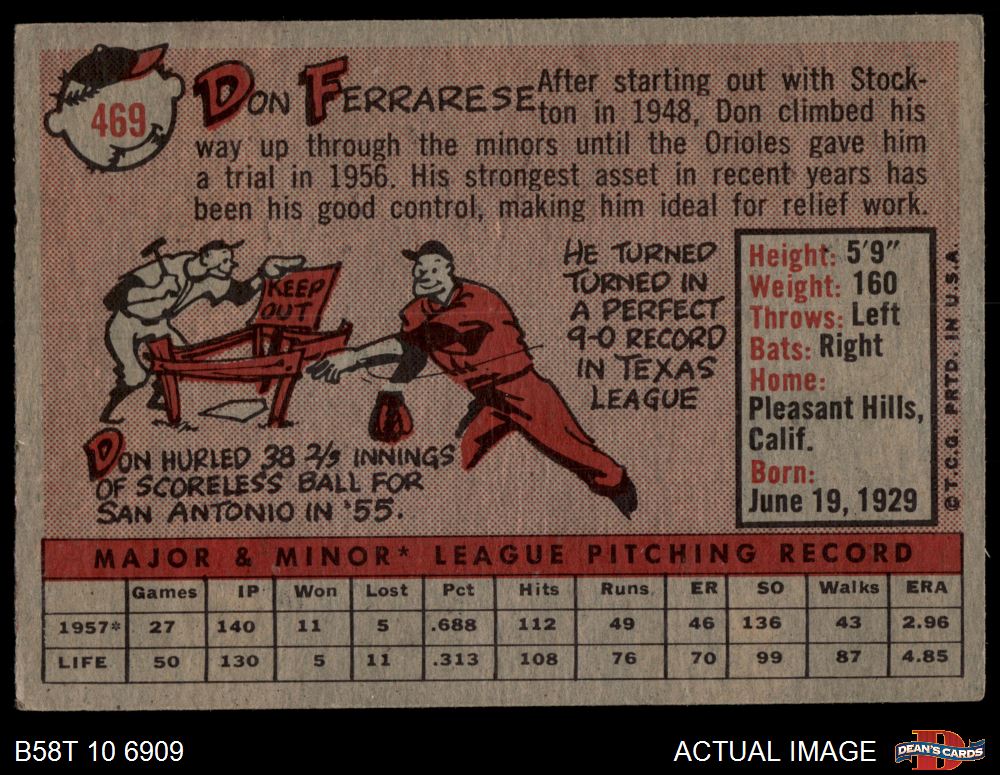 469
DON FERRARESE
After starting out with Stock-
ton in 1948, Don climbed his
way up through the minors until the Orioles gave him
a trial in 1956. His strongest asset in recent years has
been his good control, making him ideal for relief work.
KEEP
OUT
HE TURNED
TURNED IN
A PERFECT
9-0 RECORD
IN TEXAS
LEAGUE
DON HURLED 38 2/3 INNINGS
OF SCORELESS BALL FOR
SAN ANTONIO IN '55.
Height: 5'9"
Weight: 160
Throws: Left
Bats: Right
Home:
Pleasant Hills,
Calif.
Born:
June 19, 1929
© T.C.G. PRTD. IN U.S.A.
MAJOR & MINOR* LEAGUE PITCHING RECORD
Games IP Won Lost Pct Hits Runs ER SO Walks ERA
1957* 27 140 11 5 .688 112 49 46 136 43 2.96
LIFE 50 130 5 11 .313 108 76 70 99 87 4.85
B58T 10 6909
ACTUAL IMAGE
DEAN'S CARDS